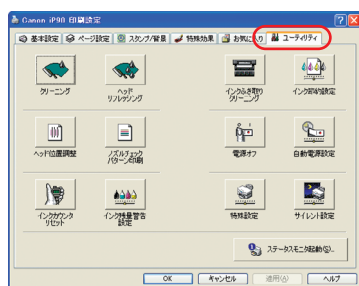 Canon iP90 印刷設定
基本設定 ページ設定 スタンプ/背景 特殊効果 お気に入り ユーティリティ
クリーニング
ヘッド
リフレッシング
インクふき取り
クリーニング
インク節約設定
ヘッド位置調整
ノズルチェック
パターン印刷
電源オフ
自動電源設定
インクカウンタ
リセット
インク残量警告
設定
特殊設定
サイレント設定
ステータスモニタ起動(S)...
OK キャンセル 適用(A) ヘルプ